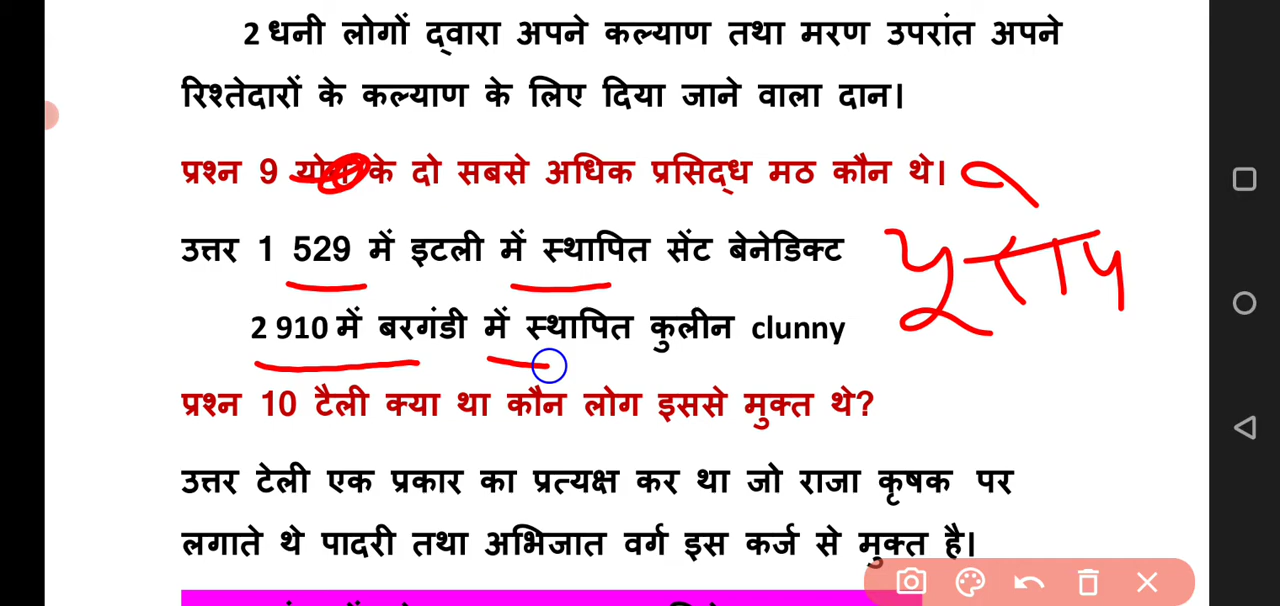 2 धनी लोगों द्वारा अपने कल्याण तथा मरण उपरांत अपने
रिश्तेदारों के कल्याण के लिए दिया जाने वाला दान।
प्रश्न 9 के दो सबसे अधिक प्रसिद्ध मठ कौन थे।
उत्तर 1 529 में इटली में स्थापित सेंट बेनेडिक्ट
2 910 में बरगंडी में स्थापित कुलीन clunny
प्रश्न 10 टैली क्या था कौन लोग इससे मुक्त थे?
उत्तर टेली एक प्रकार का प्रत्यक्ष कर था जो राजा कृषक पर
लगाते थे पादरी तथा अभिजात वर्ग इस कर्ज से मुक्त है।